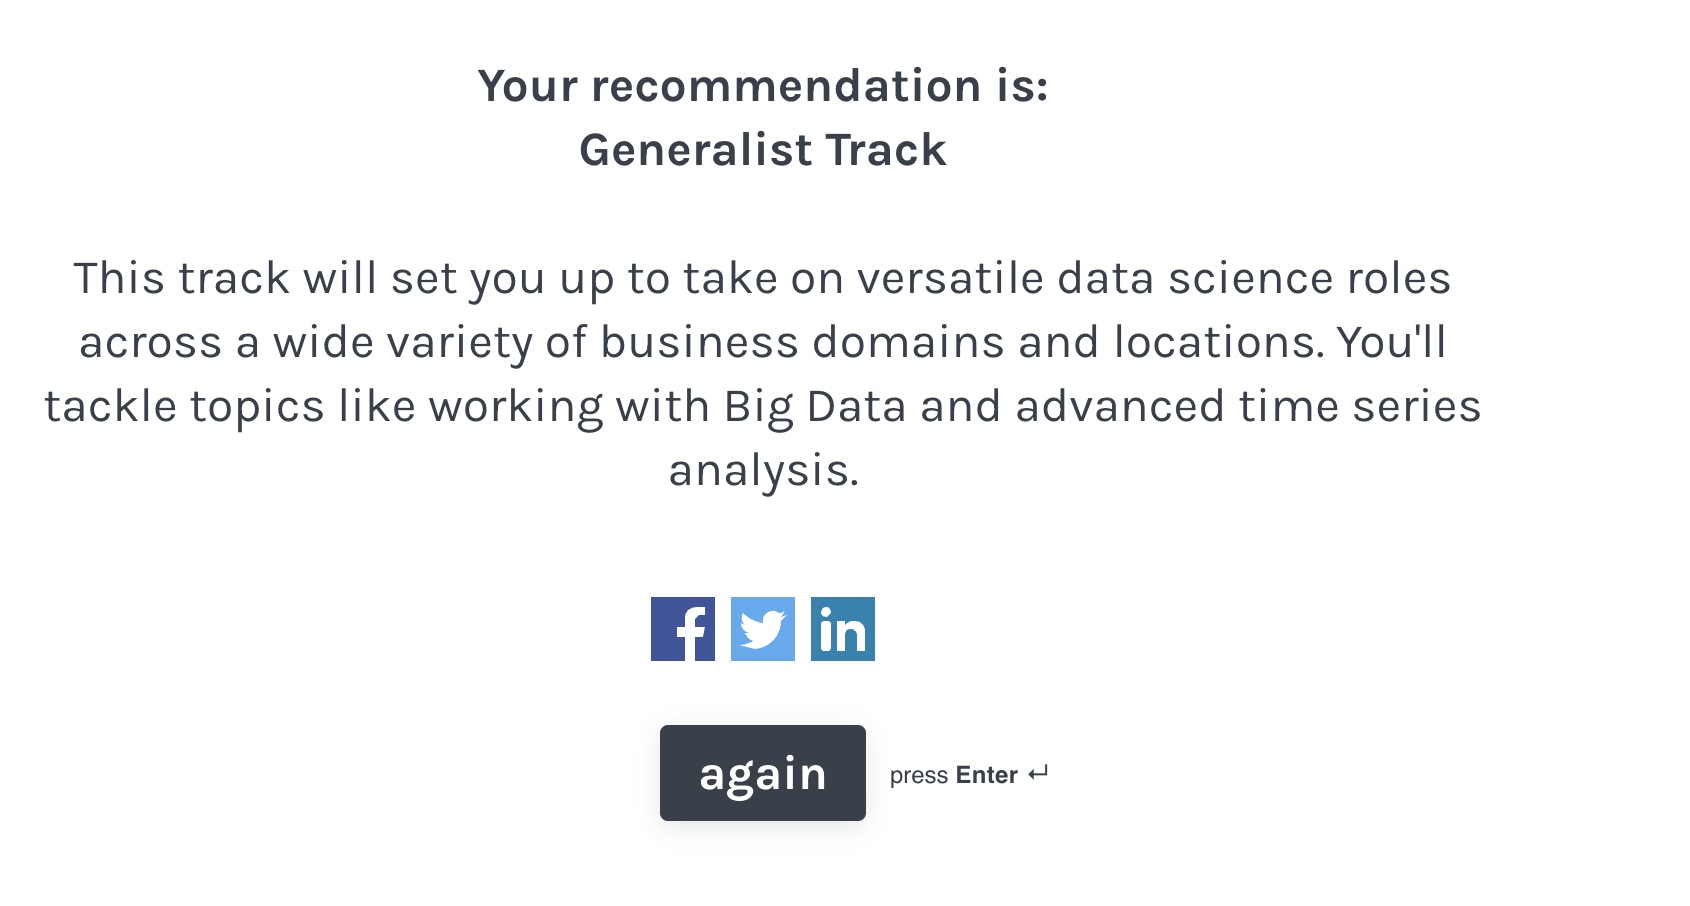 Your recommendation is:
Generalist Track
This track will set you up to take on versatile data science roles
across a wide variety of business domains and locations. You'll
tackle topics like working with Big Data and advanced time series
analysis.
f in
again press Enter ↵